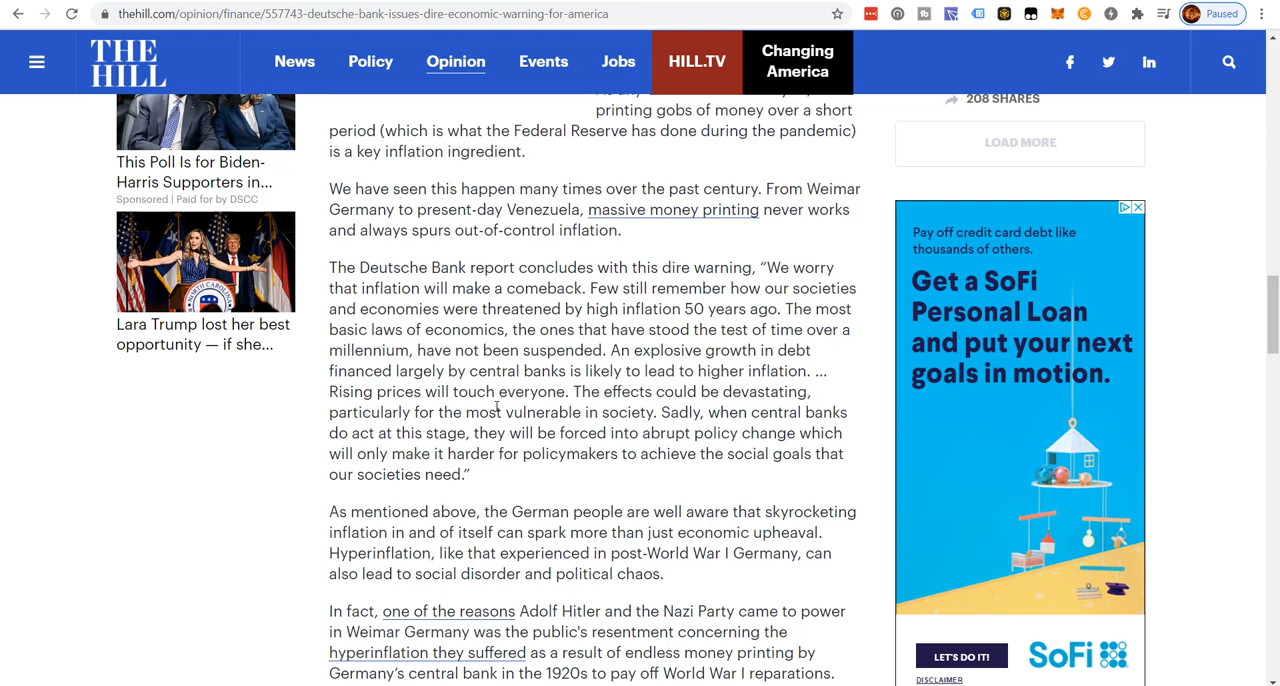 thehill.com/opinion/finance/557743-deutsche-bank-issues-dire-economic-warning-for-america
Paused
THE HILL
News
Policy
Opinion
Events
Jobs
HILL.TV
Changing America
This Poll Is for Biden-
Harris Supporters in...
Sponsored | Paid for by DSCC
NORTH CAROLINA
Lara Trump lost her best
opportunity — if she...
printing gobs of money over a short
period (which is what the Federal Reserve has done during the pandemic)
is a key inflation ingredient.
We have seen this happen many times over the past century. From Weimar
Germany to present-day Venezuela, massive money printing never works
and always spurs out-of-control inflation.
The Deutsche Bank report concludes with this dire warning, “We worry
that inflation will make a comeback. Few still remember how our societies
and economies were threatened by high inflation 50 years ago. The most
basic laws of economics, the ones that have stood the test of time over a
millennium, have not been suspended. An explosive growth in debt
financed largely by central banks is likely to lead to higher inflation. ...
Rising prices will touch everyone. The effects could be devastating,
particularly for the most vulnerable in society. Sadly, when central banks
do act at this stage, they will be forced into abrupt policy change which
will only make it harder for policymakers to achieve the social goals that
our societies need.”
As mentioned above, the German people are well aware that skyrocketing
inflation in and of itself can spark more than just economic upheaval.
Hyperinflation, like that experienced in post-World War I Germany, can
also lead to social disorder and political chaos.
In fact, one of the reasons Adolf Hitler and the Nazi Party came to power
in Weimar Germany was the public's resentment concerning the
hyperinflation they suffered as a result of endless money printing by
Germany’s central bank in the 1920s to pay off World War I reparations.
208 SHARES
LOAD MORE
Pay off credit card debt like
thousands of others.
Get a SoFi
Personal Loan
and put your next
goals in motion.
LET'S DO IT!
SoFi
DISCLAIMER